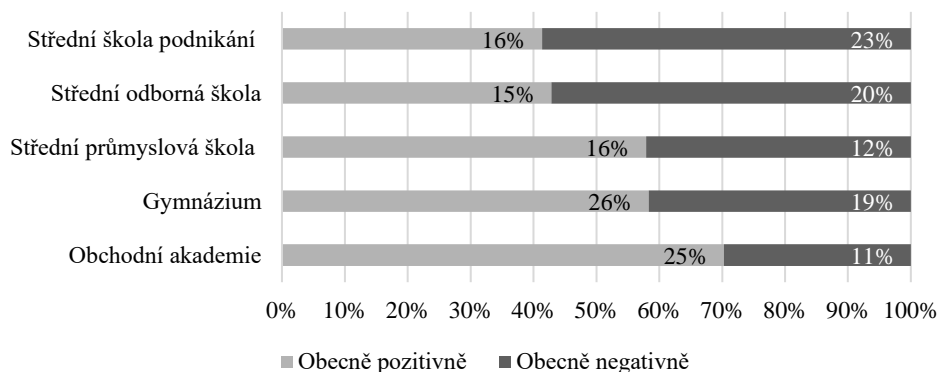 Střední škola podnikání 16% 23%
Střední odborná škola 15% 20%
Střední průmyslová škola 16% 12%
Gymnázium 26% 19%
Obchodní akademie 25% 11%
0% 10% 20% 30% 40% 50% 60% 70% 80% 90% 100%
Obecně pozitivně Obecně negativně